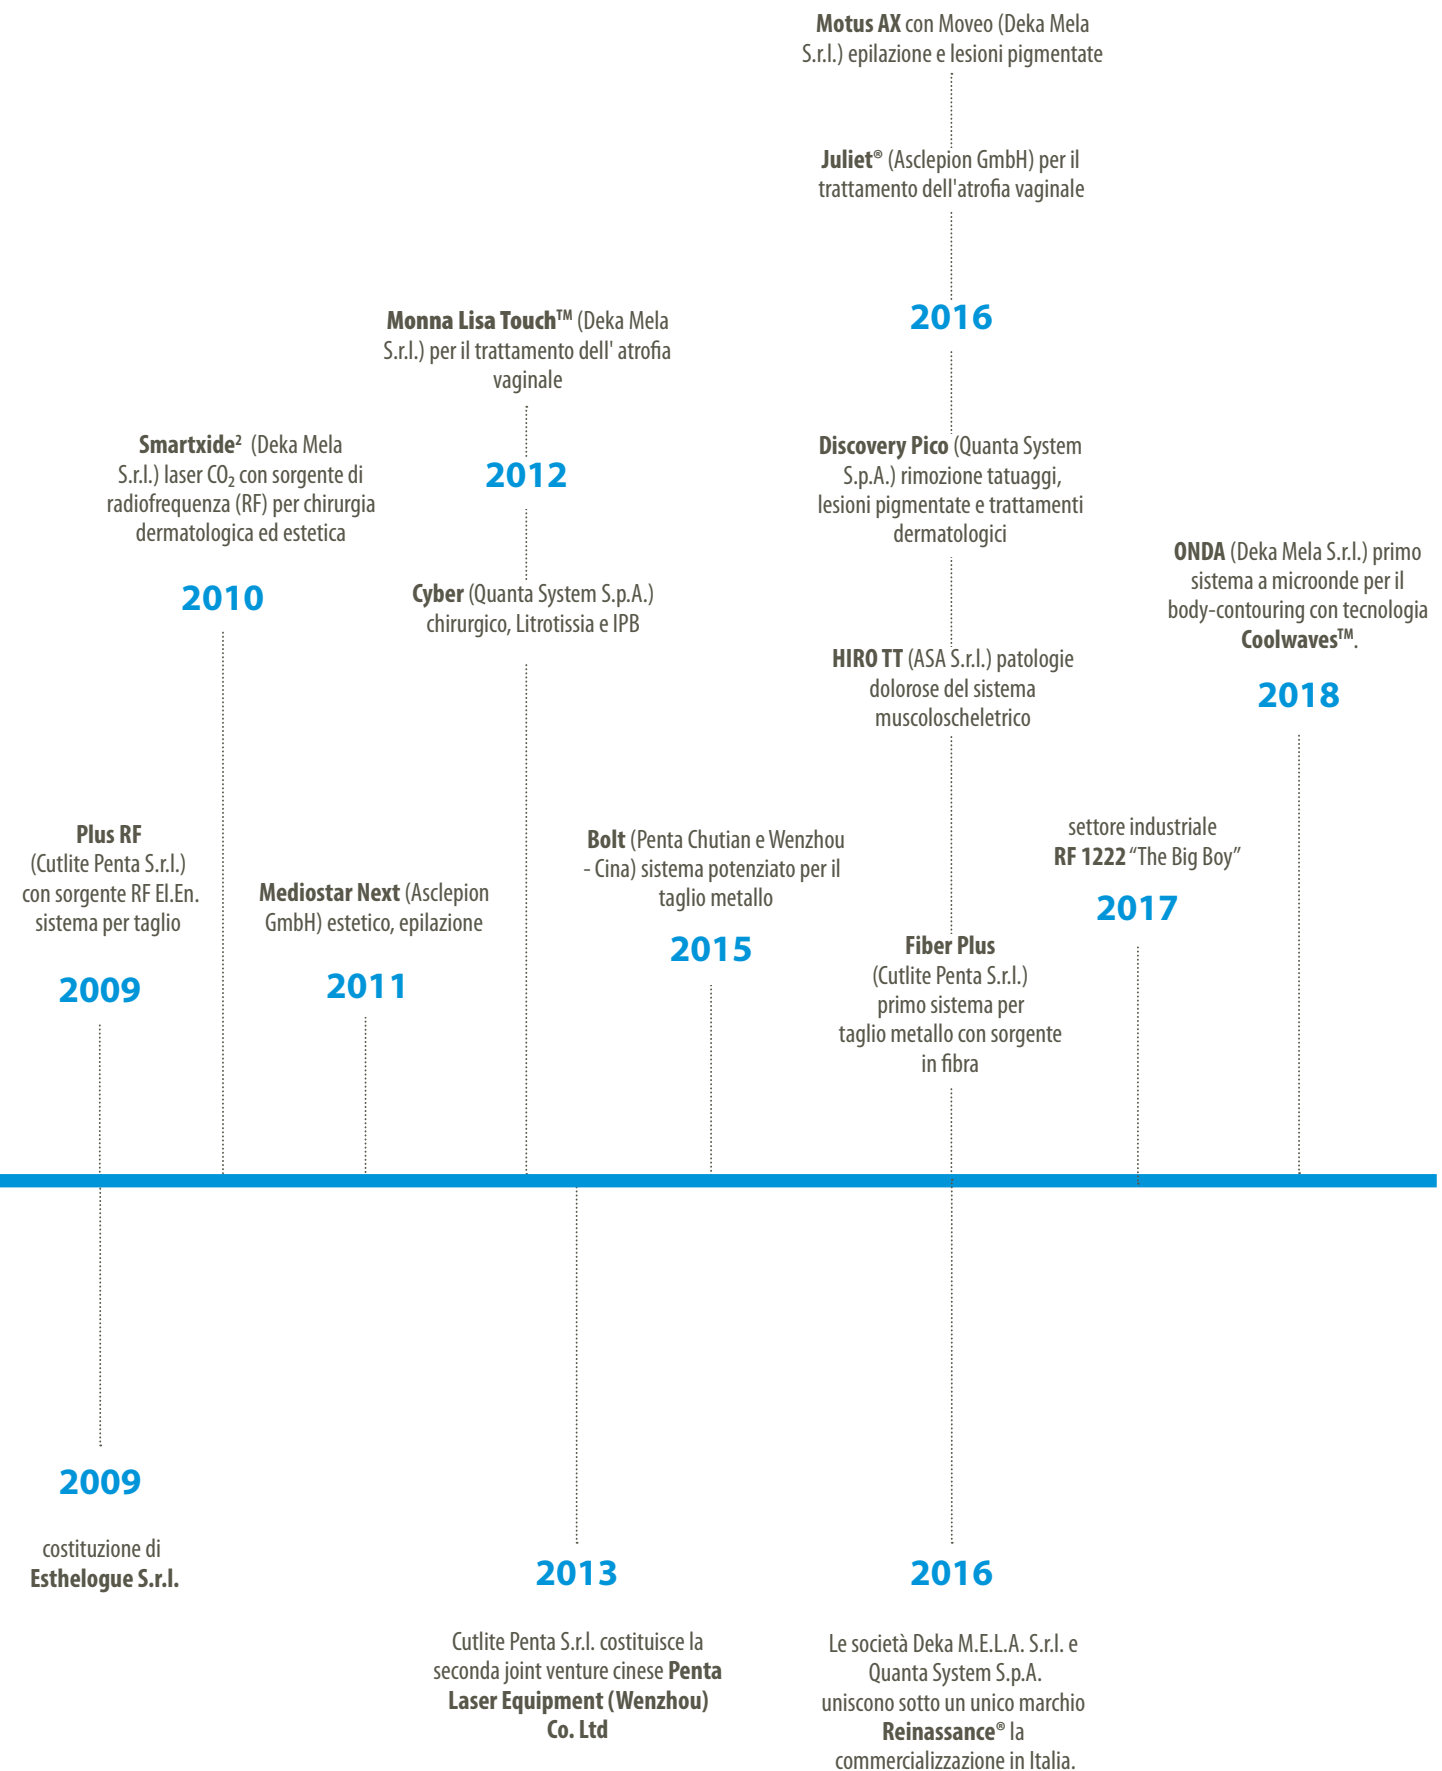 Motus AX con Moveo (Deka Mela
S.r.l.) epilazione e lesioni pigmentate
Juliet® (Asclepion GmbH) per il
trattamento dell'atrofia vaginale
2016
Discovery Pico (Quanta System
S.p.A.) rimozione tatuaggi,
lesioni pigmentate e trattamenti
dermatologici
HIRO TT (ASA S.r.l.) patologie
dolorose del sistema
muscoloscheletrico
Fiber Plus
(Cutlite Penta S.r.l.)
primo sistema per
taglio metallo con sorgente
in fibra
Monna Lisa Touch™ (Deka Mela
S.r.l.) per il trattamento dell' atrofia
vaginale
2012
Cyber (Quanta System S.p.A.)
chirurgico, Litrotissia e IPB
Smartxide² (Deka Mela
S.r.l.) laser CO₂ con sorgente di
radiofrequenza (RF) per chirurgia
dermatologica ed estetica
2010
ONDA (Deka Mela S.r.l.) primo
sistema a microonde per il
body-contouring con tecnologia
Coolwaves™.
2018
Plus RF
(Cutlite Penta S.r.l.)
con sorgente RF El.En.
sistema per taglio
2009
Mediostar Next (Asclepion
GmbH) estetico, epilazione
2011
Bolt (Penta Chutian e Wenzhou
- Cina) sistema potenziato per il
taglio metallo
2015
settore industriale
RF 1222 “The Big Boy”
2017
2009
costituzione di
Esthelogue S.r.l.
2013
Cutlite Penta S.r.l. costituisce la
seconda joint venture cinese Penta
Laser Equipment (Wenzhou)
Co. Ltd
2016
Le società Deka M.E.L.A. S.r.l. e
Quanta System S.p.A.
uniscono sotto un unico marchio
Reinassance® la
commercializzazione in Italia.